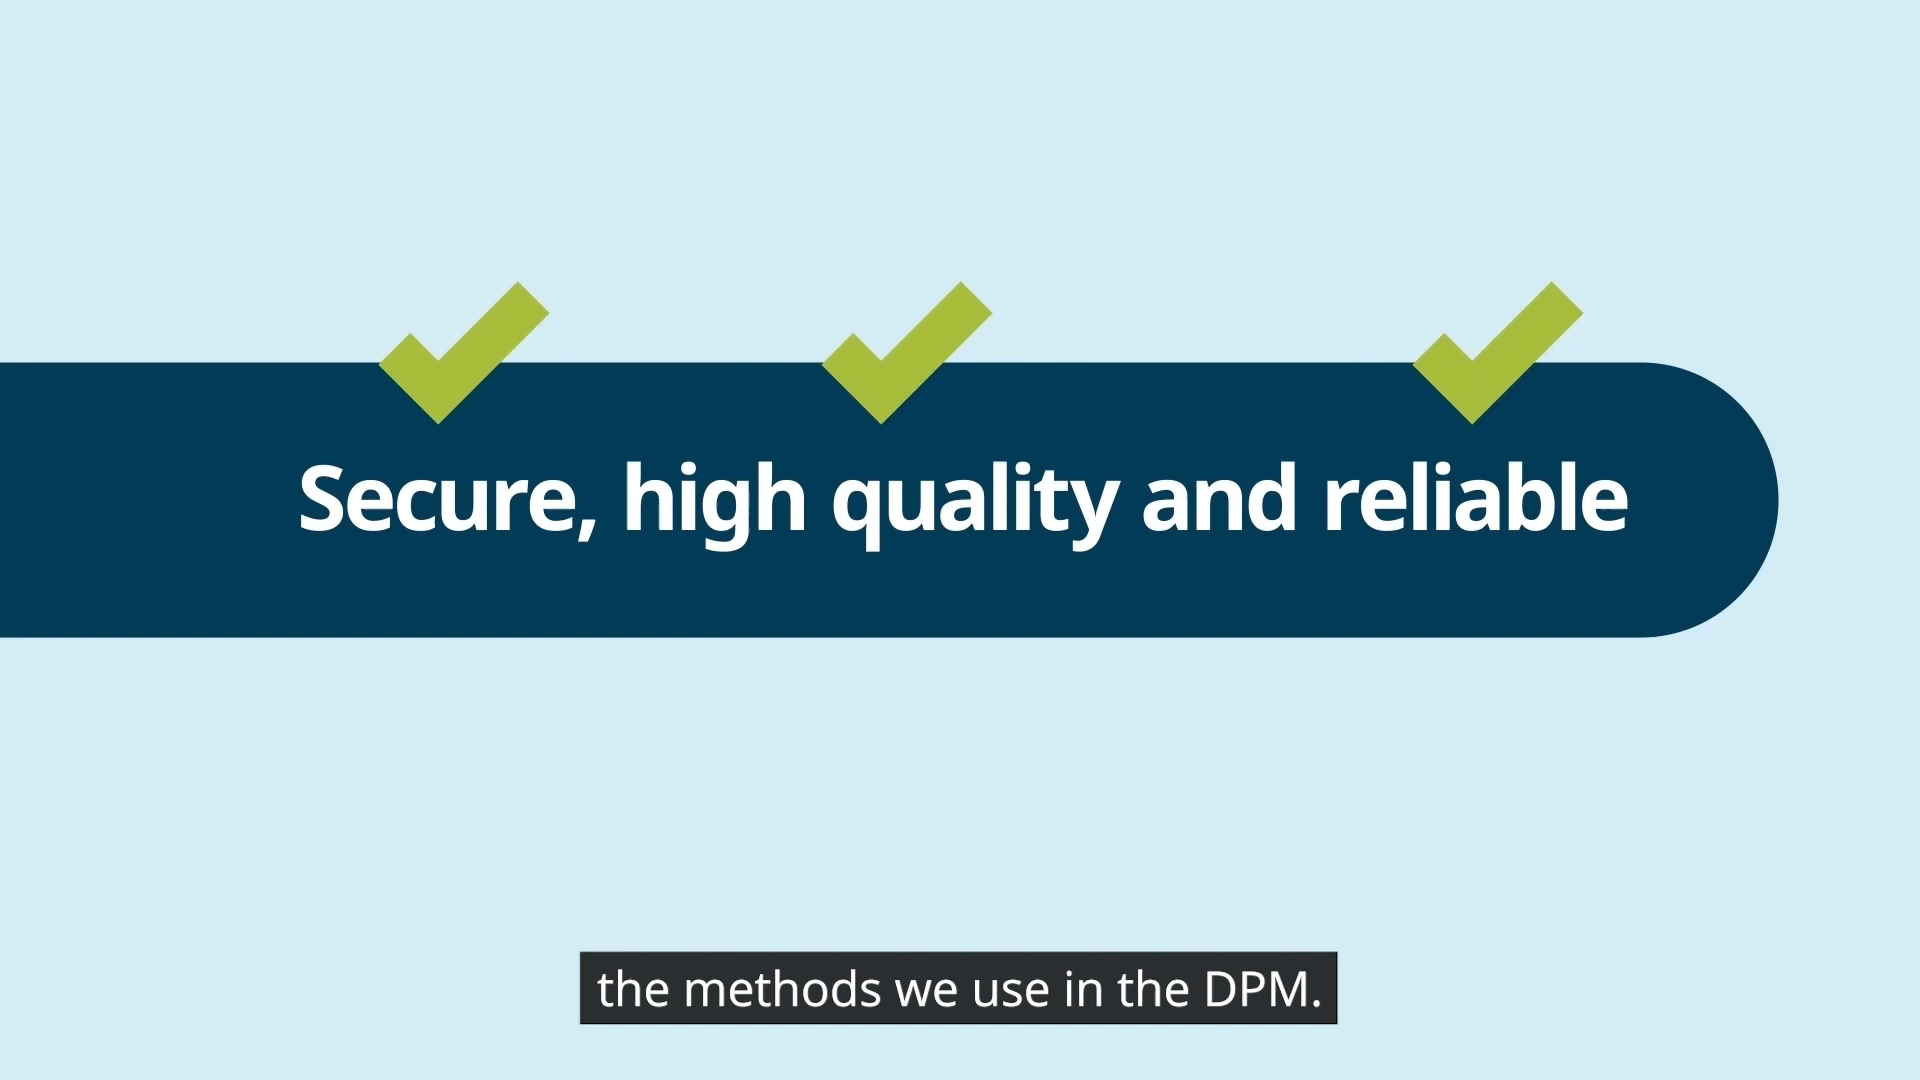 Secure, high quality and reliable
the methods we use in the DPM.